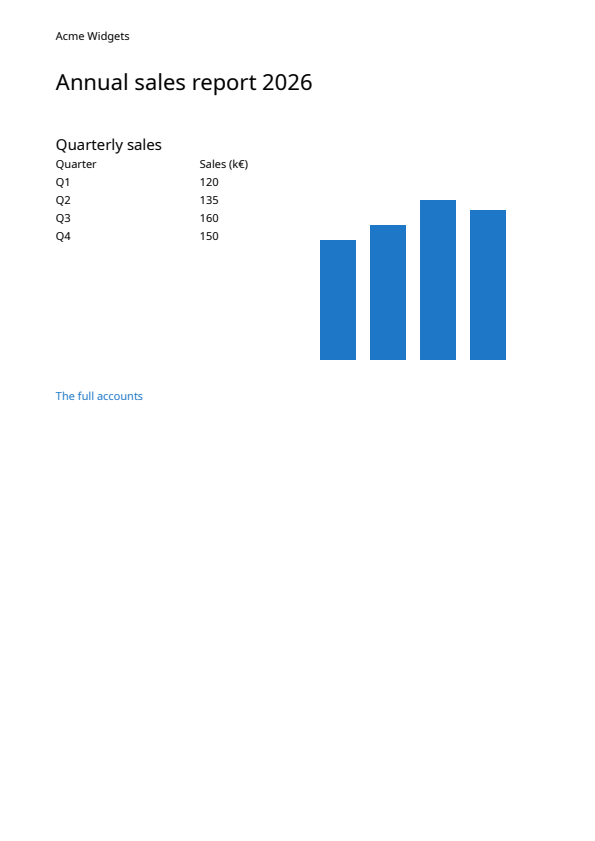 Acme Widgets
Annual sales report 2026
Quarterly sales
Quarter Sales (k€)
Q1 120
Q2 135
Q3 160
Q4 150
The full accounts